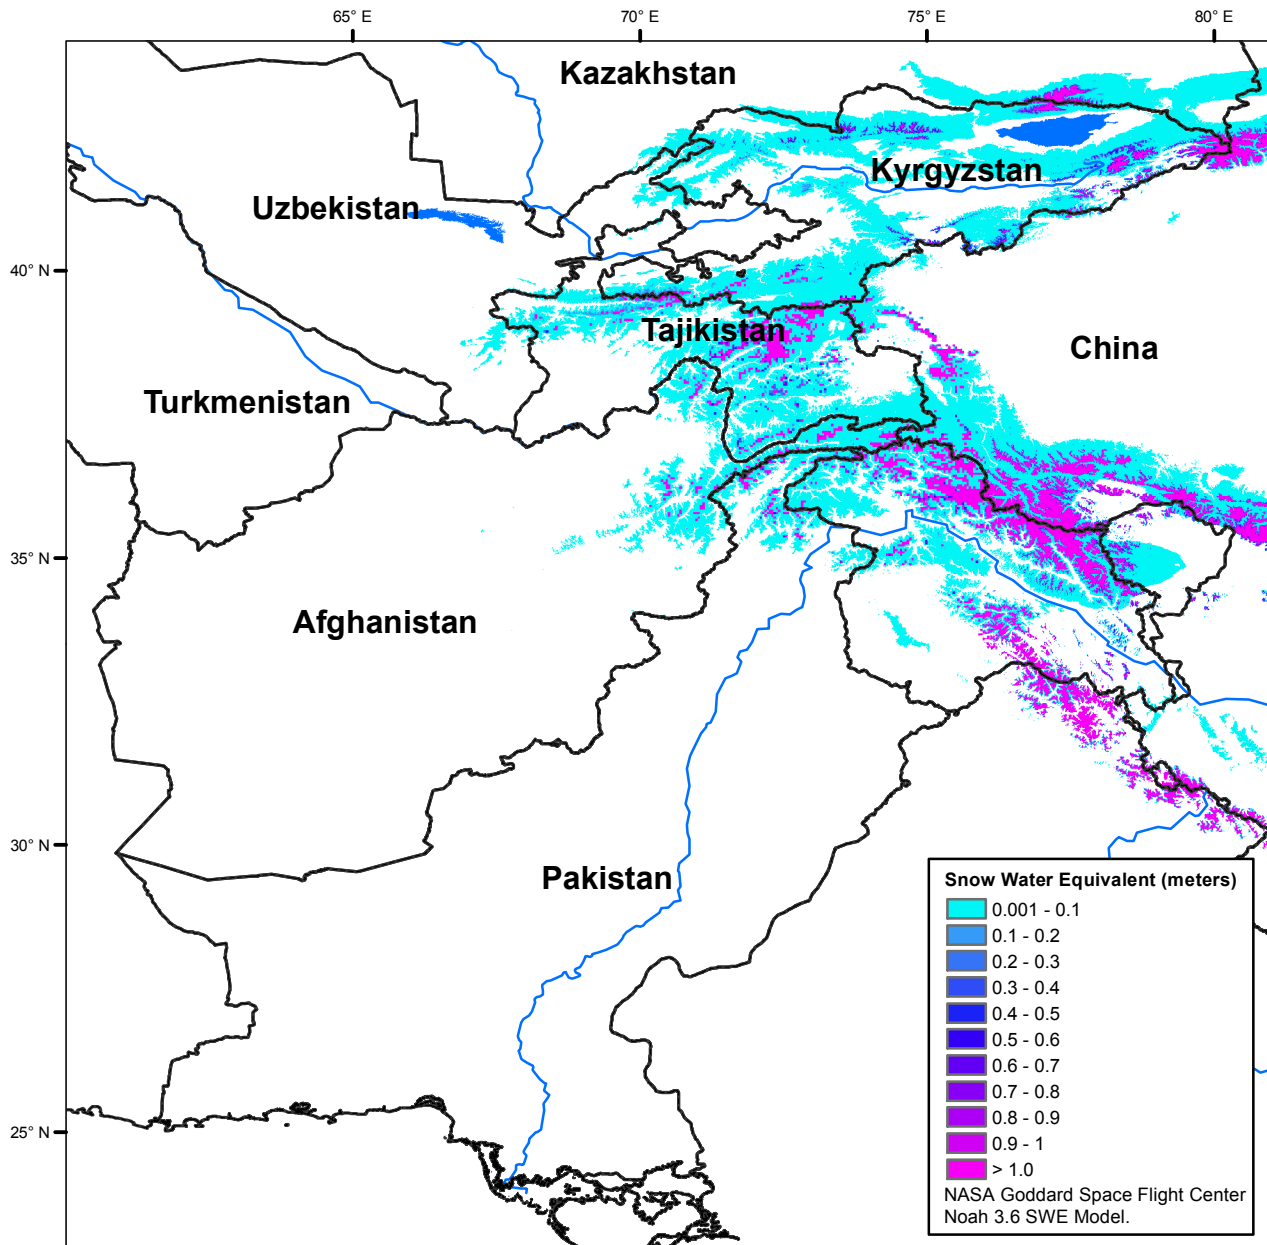 65° E
70° E
75° E
80° E
Kazakhstan
Kyrgyzstan
Uzbekistan
40° N
Tajikistan
China
Turkmenistan
35° N
Afghanistan
30° N
Pakistan
25° N
Snow Water Equivalent (meters)
0.001 - 0.1
0.1 - 0.2
0.2 - 0.3
0.3 - 0.4
0.4 - 0.5
0.5 - 0.6
0.6 - 0.7
0.7 - 0.8
0.8 - 0.9
0.9 - 1
> 1.0
NASA Goddard Space Flight Center
Noah 3.6 SWE Model.